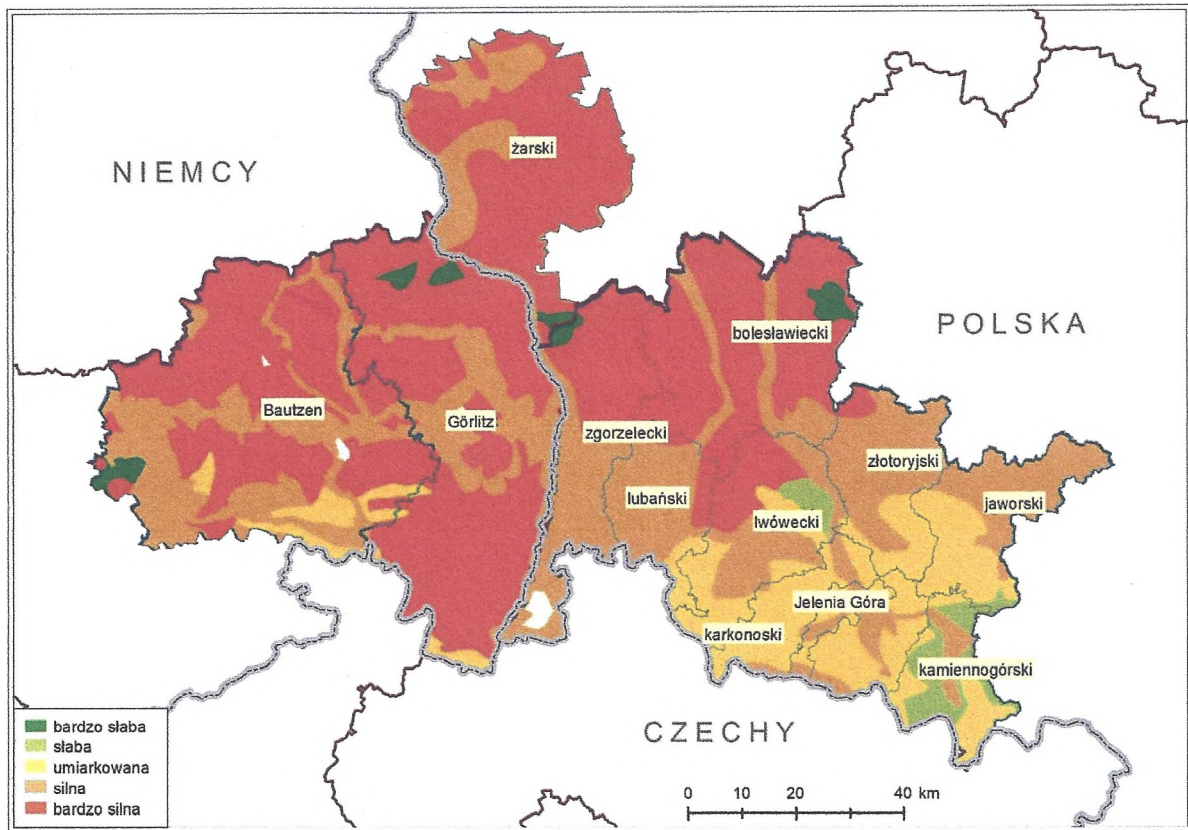 żarski
NIEMCY
bolesławiecki
POLSKA
Bautzen
Görlitz
zgorzelecki
złotoryjski
lubański
jaworski
lwówecki
Jelenia Góra
karkonoski
kamiennogórski
CZECHY
bardzo słaba
słaba
umiarkowana
silna
bardzo silna
0 10 20 40 km